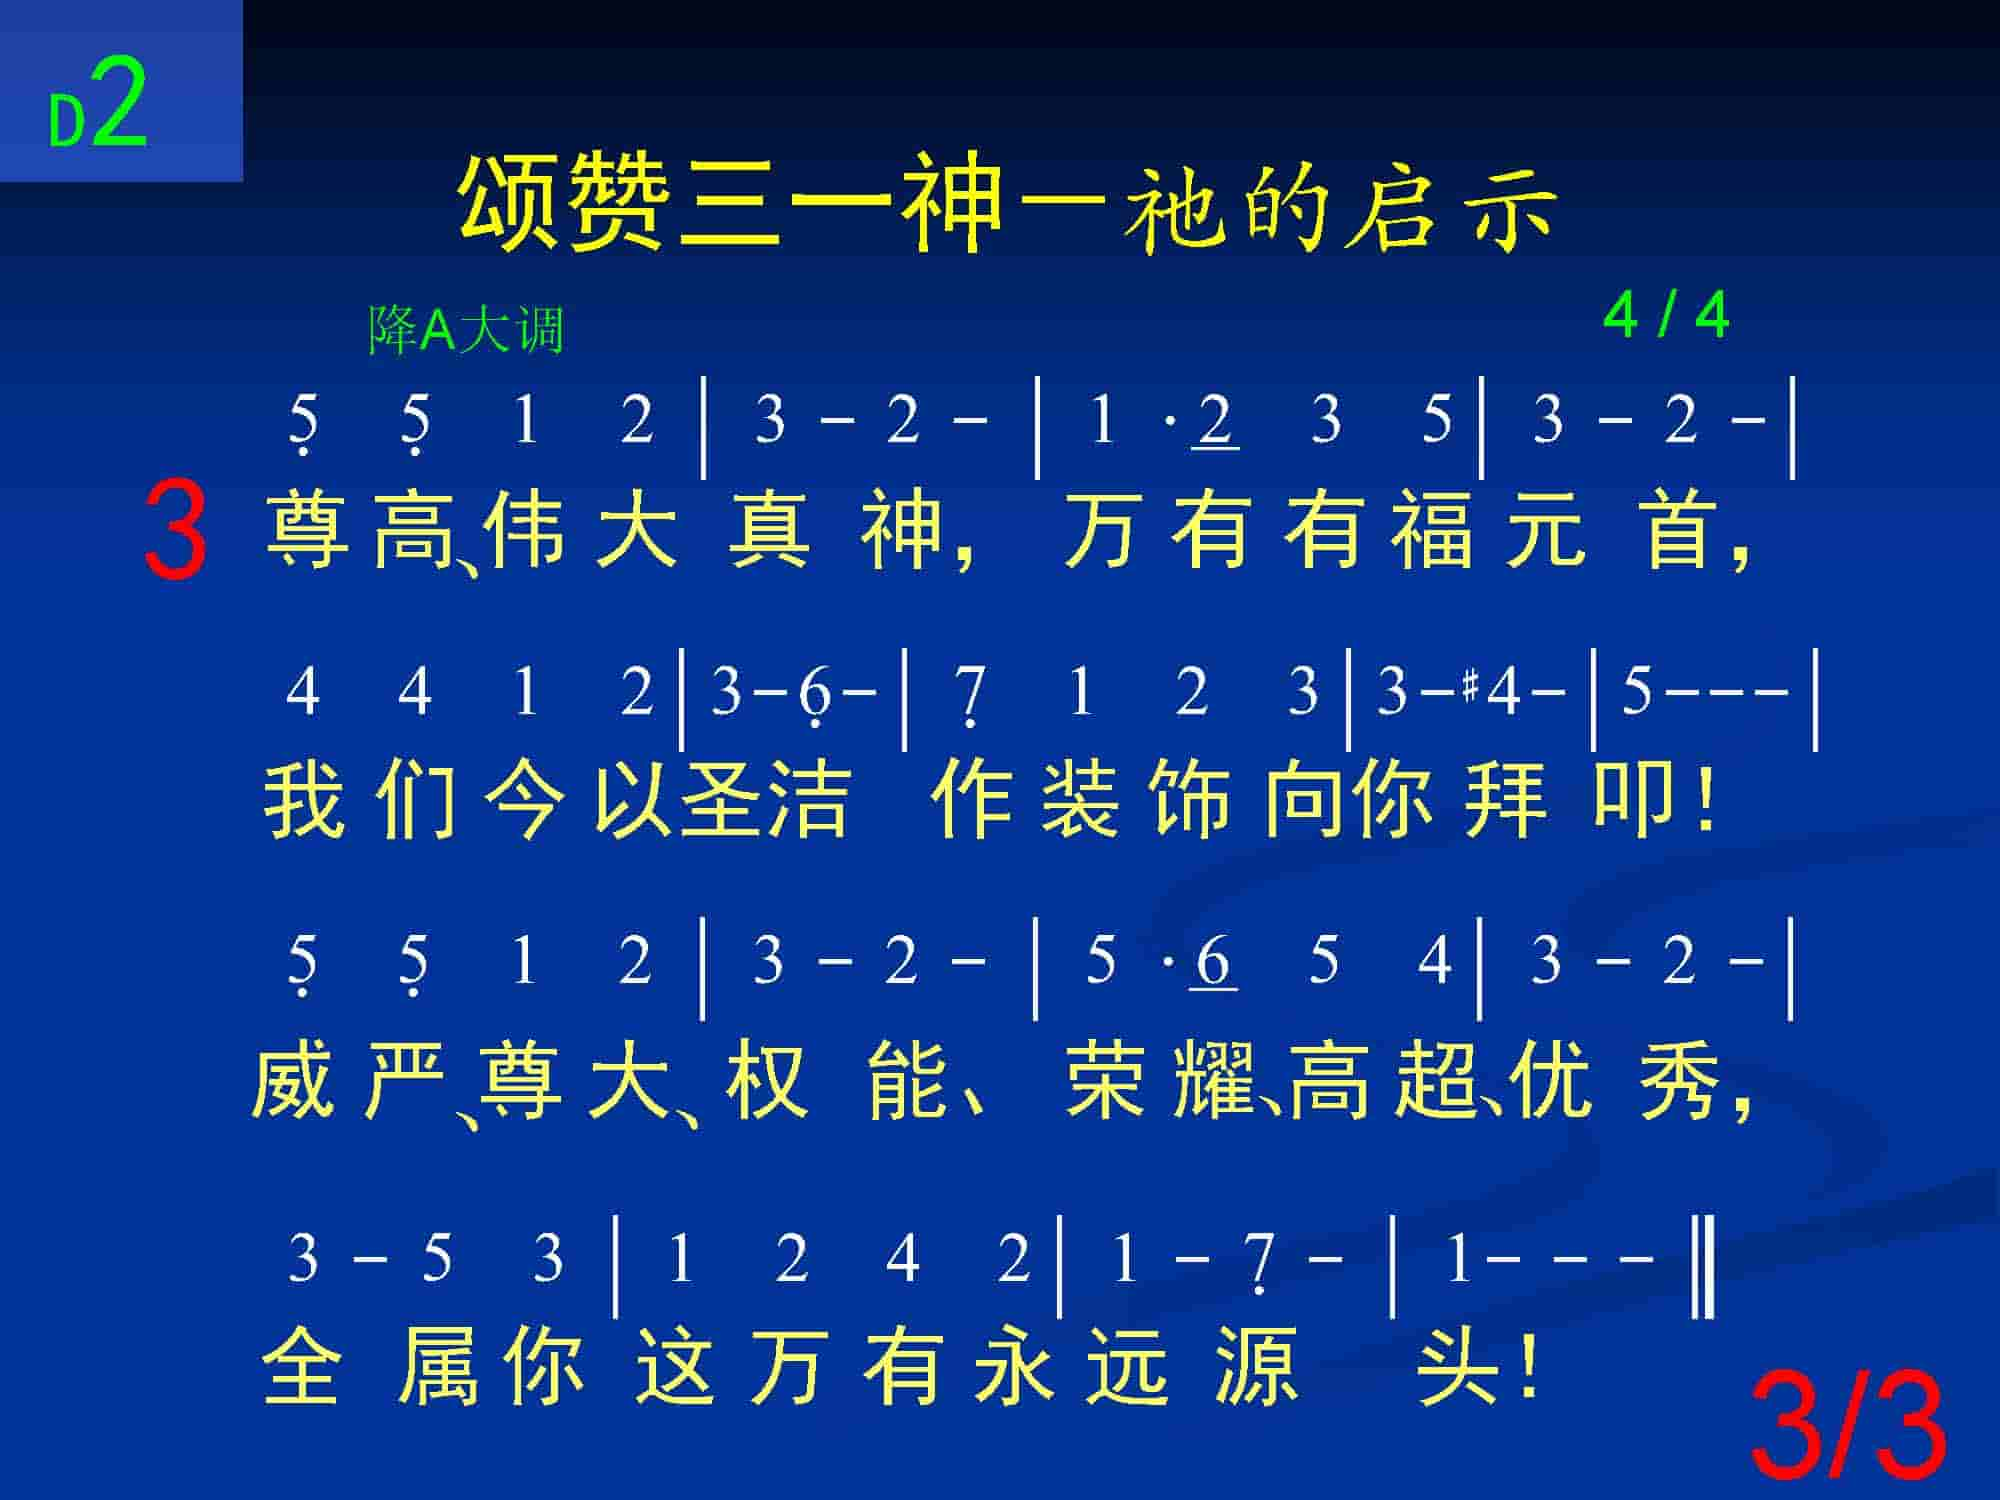 D2
颂赞三一神－祂的启示
降A大调 4 / 4
5̣ 5̣ 1 2 | 3 - 2 - | 1 · 2̲ 3 5 | 3 - 2 - |
3 尊高、伟大真神，万有有福元首，
4 4 1 2 | 3 - 6̣ - | 7̣ 1 2 3 | 3 - #4 - | 5 - - - |
我们今以圣洁 作装饰向你拜叩！
5̣ 5̣ 1 2 | 3 - 2 - | 5 · 6̲ 5 4 | 3 - 2 - |
威严、尊大、权能、荣耀、高超、优秀，
3 - 5 3 | 1 2 4 2 | 1 - 7̣ - | 1 - - - ‖
全属你这万有永远源头！
3/3